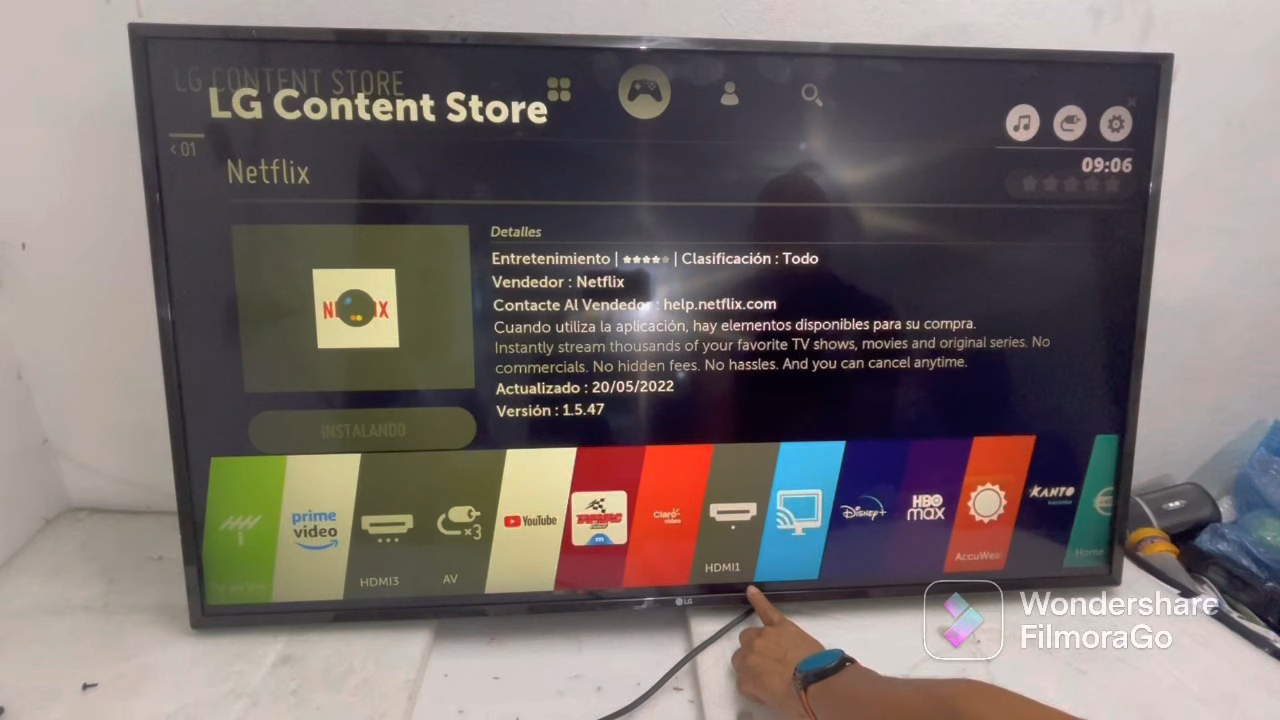 LG CONTENT STORE
LG Content Store
< 01
09:06
Netflix
Detalles
Entretenimiento | ★★★★★ | Clasificación : Todo
Vendedor : Netflix
Contacte Al Vendedor : help.netflix.com
Cuando utiliza la aplicación, hay elementos disponibles para su compra.
Instantly stream thousands of your favorite TV shows, movies and original series. No
commercials. No hidden fees. No hassles. And you can cancel anytime.
Actualizado : 20/05/2022
Versión : 1.5.47
INSTALANDO
prime video
HDMI3
×3
AV
YouTube
Claro video
HDMI1
Disney+
HBO max
AccuWea
KANTO
Home
LG
Wondershare
FilmoraGo